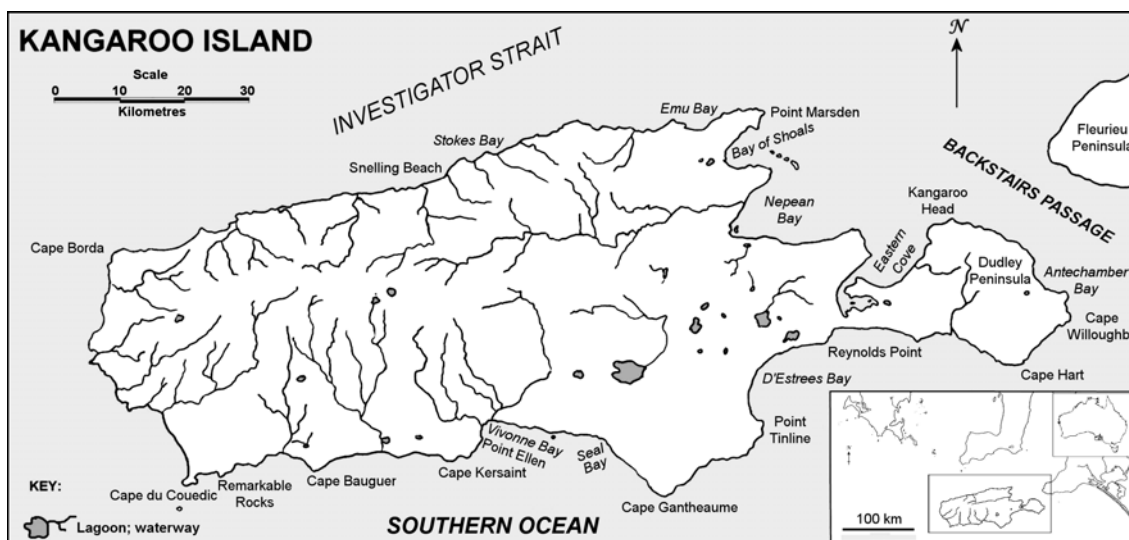 KANGAROO ISLAND
Scale
0 10 20 30
Kilometres
INVESTIGATOR STRAIT
N
Emu Bay
Point Marsden
Bay of Shoals
Stokes Bay
Snelling Beach
Fleurieu
Peninsula
BACKSTAIRS PASSAGE
Nepean
Bay
Kangaroo
Head
Cape Borda
Eastern
Cove
Dudley
Peninsula
Antechamber
Bay
Cape
Willoughb
Reynolds Point
Cape Hart
D'Estrees Bay
Point
Tinline
Vivonne Bay
Point Ellen
Seal
Bay
Cape Kersaint
Cape Bauguer
Remarkable
Rocks
Cape du Couedic
Cape Gantheaume
SOUTHERN OCEAN
KEY:
Lagoon; waterway
100 km